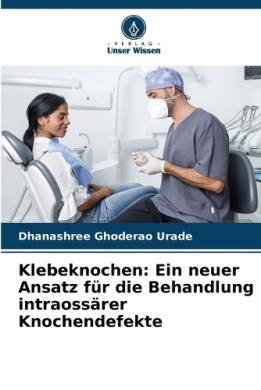 VERLAG
Unser Wissen
Dhanashree Ghoderao Urade
Klebeknochen: Ein neuer
Ansatz für die Behandlung
intraossärer
Knochendefekte